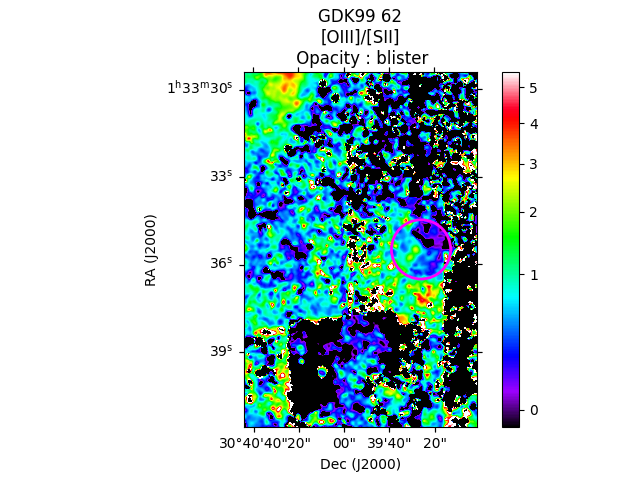 GDK99 62
[OIII]/[SII]
Opacity : blister
1h33m30s
33s
36s
39s
RA (J2000)
30°40'40"20" 00" 39'40" 20"
Dec (J2000)
5
4
3
2
1
0